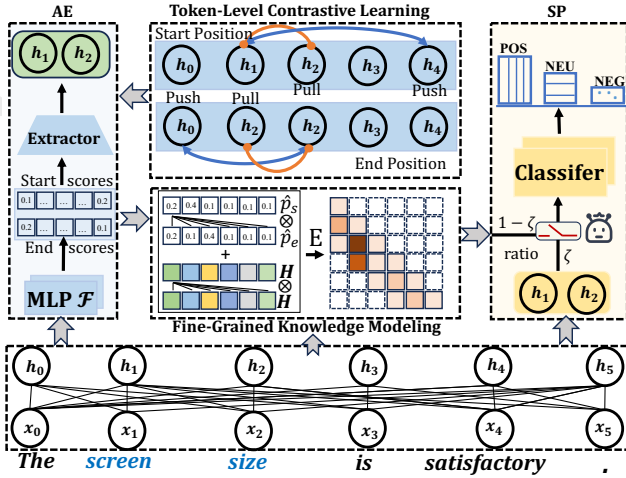 AE
Token-Level Contrastive Learning
SP
Start Position
h0 h1 h2 h3 h4
Push Pull Pull Push
h0 h2 h2 h3 h4
End Position
h1 h2
Extractor
Start scores
0.1 ... ... 0.2
0.2 ... ... 0.1
End scores
MLP ℱ
0.2 0.4 0.1 0.1 0.1 0.1 p̂s
⊗
0.2 0.1 0.6 0.1 0.1 0.1 p̂e
+
H
⊗
H
E
Fine-Grained Knowledge Modeling
POS
NEU
NEG
Classifer
1 − ζ
ratio
ζ
h1 h2
h0 h1 h2 h3 h4 h5
x0 x1 x2 x3 x4 x5
The screen size is satisfactory .